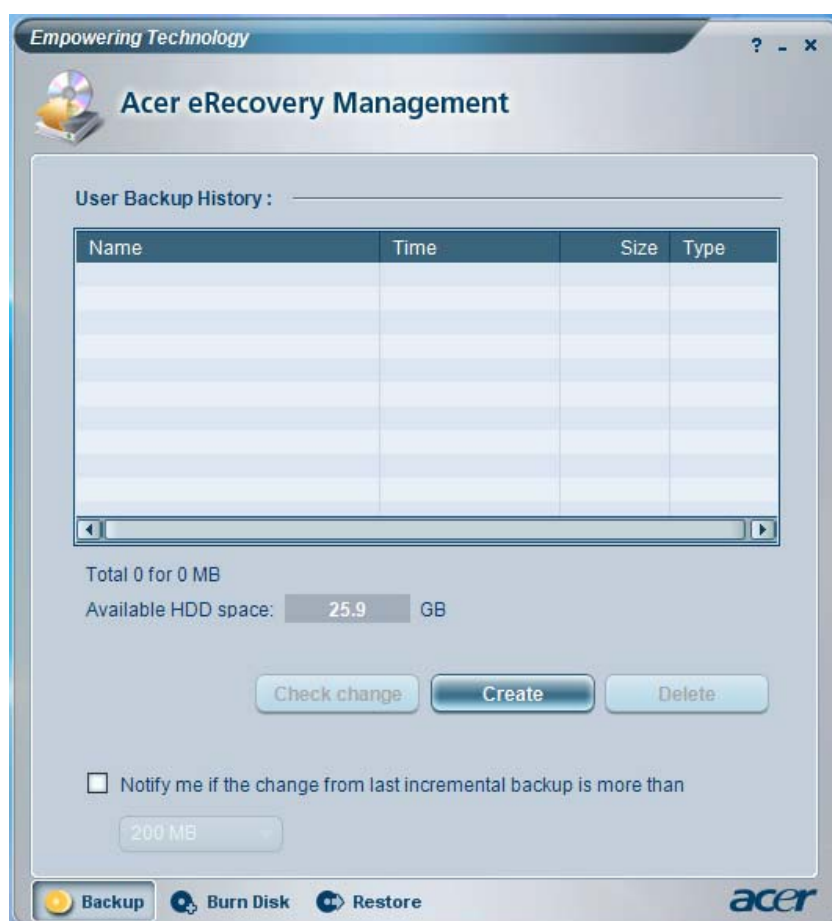 Empowering Technology
? - ×
Acer eRecovery Management
User Backup History :
Name Time Size Type
Total 0 for 0 MB
Available HDD space: 25.9 GB
Check change Create Delete
Notify me if the change from last incremental backup is more than
200 MB
Backup Burn Disk Restore acer